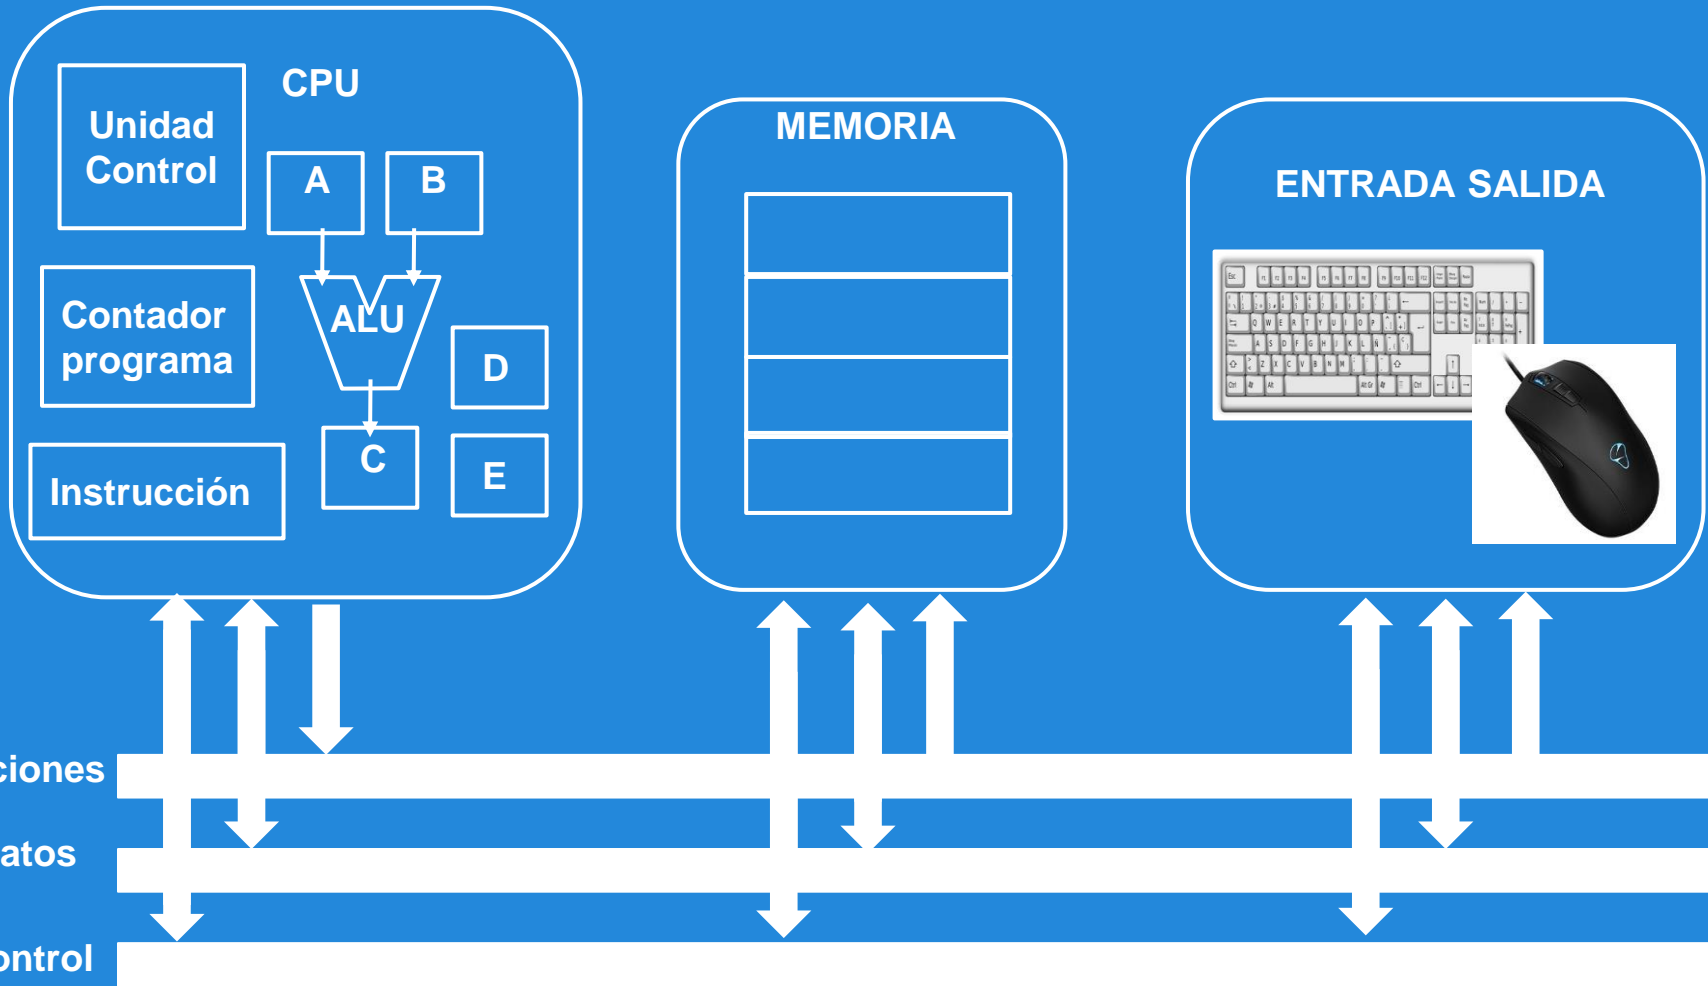 CPU
Unidad
Control
A
B
ALU
Contador
programa
D
C
E
Instrucción
MEMORIA
ENTRADA SALIDA
ciones
atos
ontrol